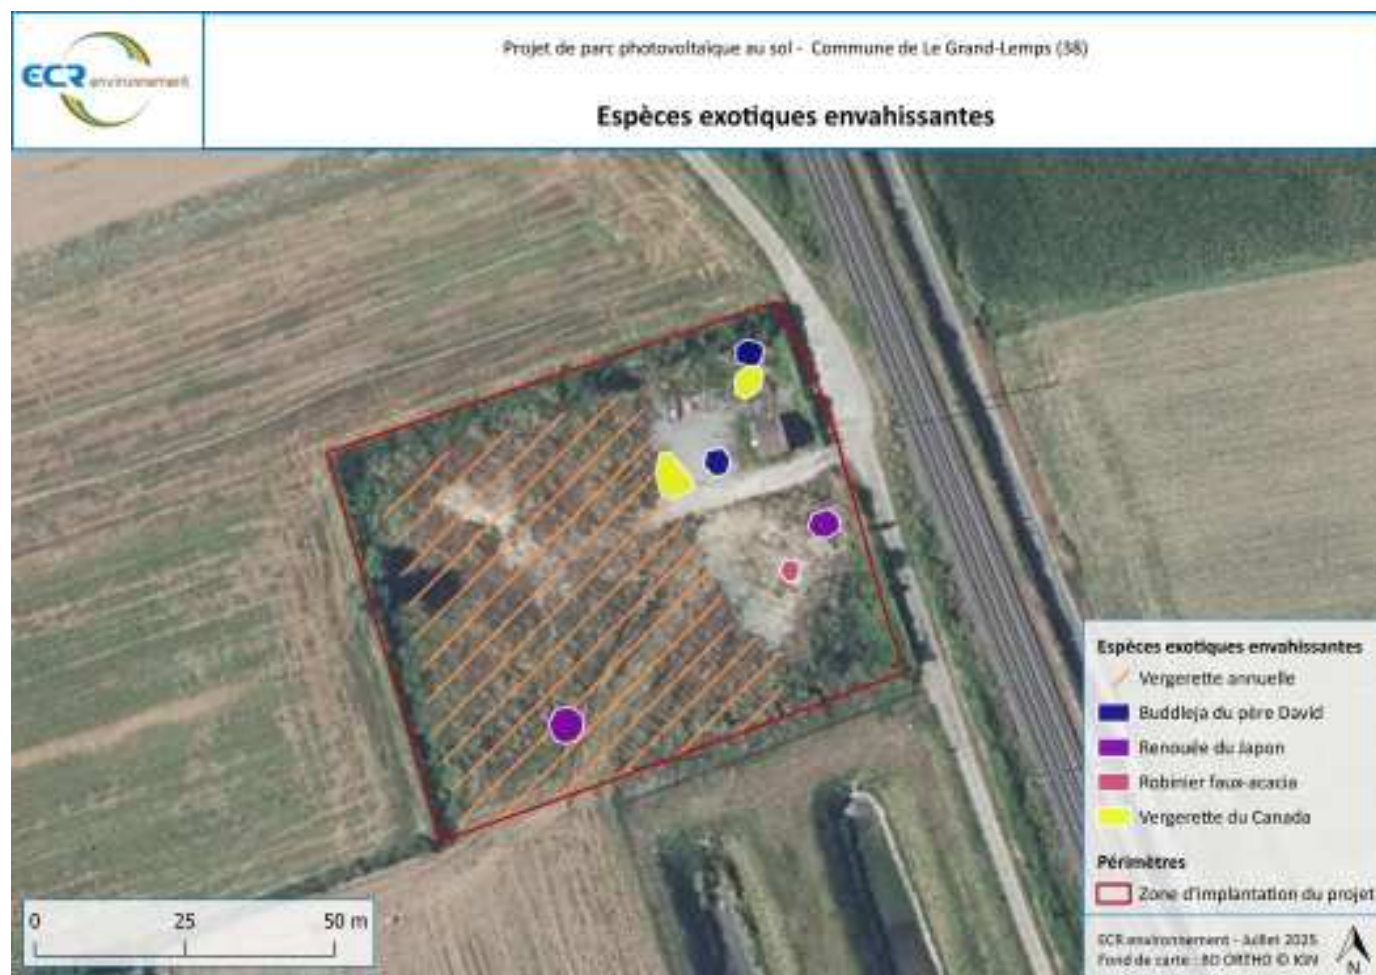 ECR environnement
Projet de parc photovoltaïque au sol - Commune de Le Grand-Lemps (38)
Espèces exotiques envahissantes
Espèces exotiques envahissantes
Vergerette annuelle
Buddleja du père David
Renouée du Japon
Robinier faux-acacia
Vergerette du Canada
Périmètres
Zone d'implantation du projet
ECR environnement - Juillet 2025
Fond de carte : BD ORTHO © IGN
N
0 25 50 m